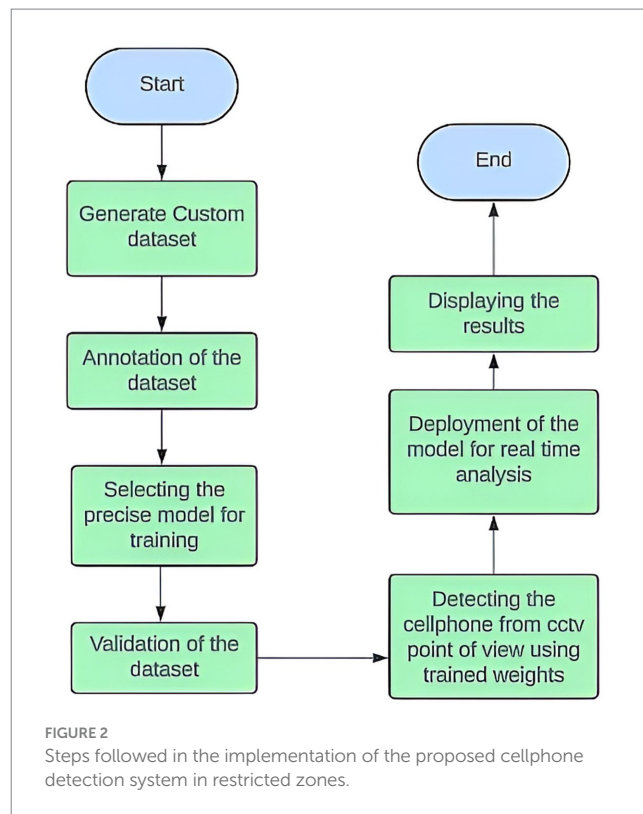 Start
Generate Custom
dataset
Annotation of the
dataset
Selecting the
precise model for
training
Validation of the
dataset
Detecting the
cellphone from cctv
point of view using
trained weights
Deployment of the
model for real time
analysis
Displaying the
results
End
FIGURE 2
Steps followed in the implementation of the proposed cellphone
detection system in restricted zones.